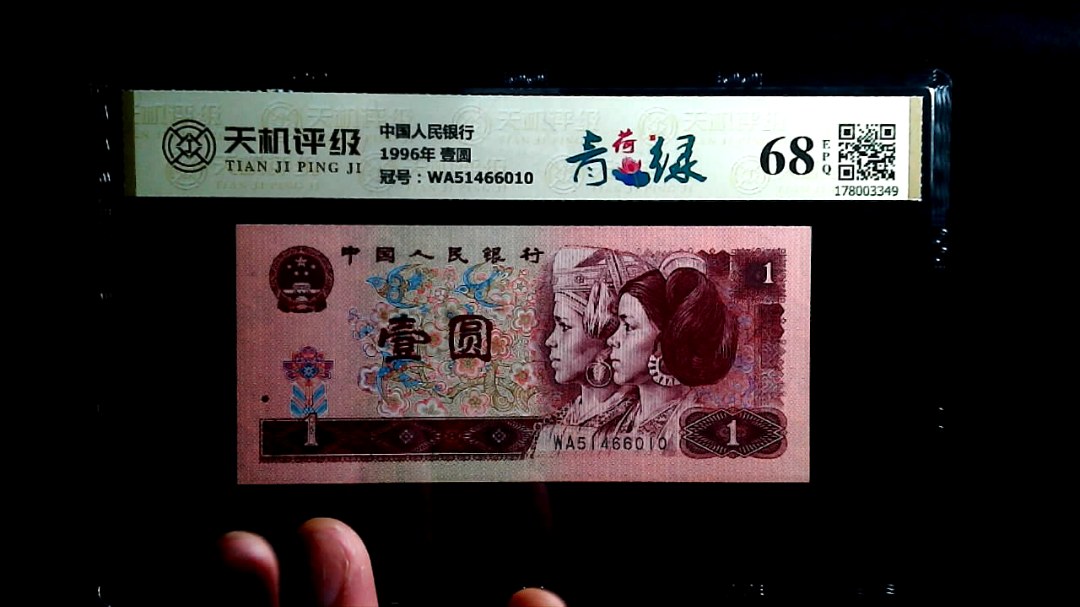 天机评级
TIAN JI PING JI
中国人民银行
1996年 壹圆
冠号：WA51466010
青荷绿
68
EPQ
178003349
中国人民银行
1
壹圆
1
WA51466010
1